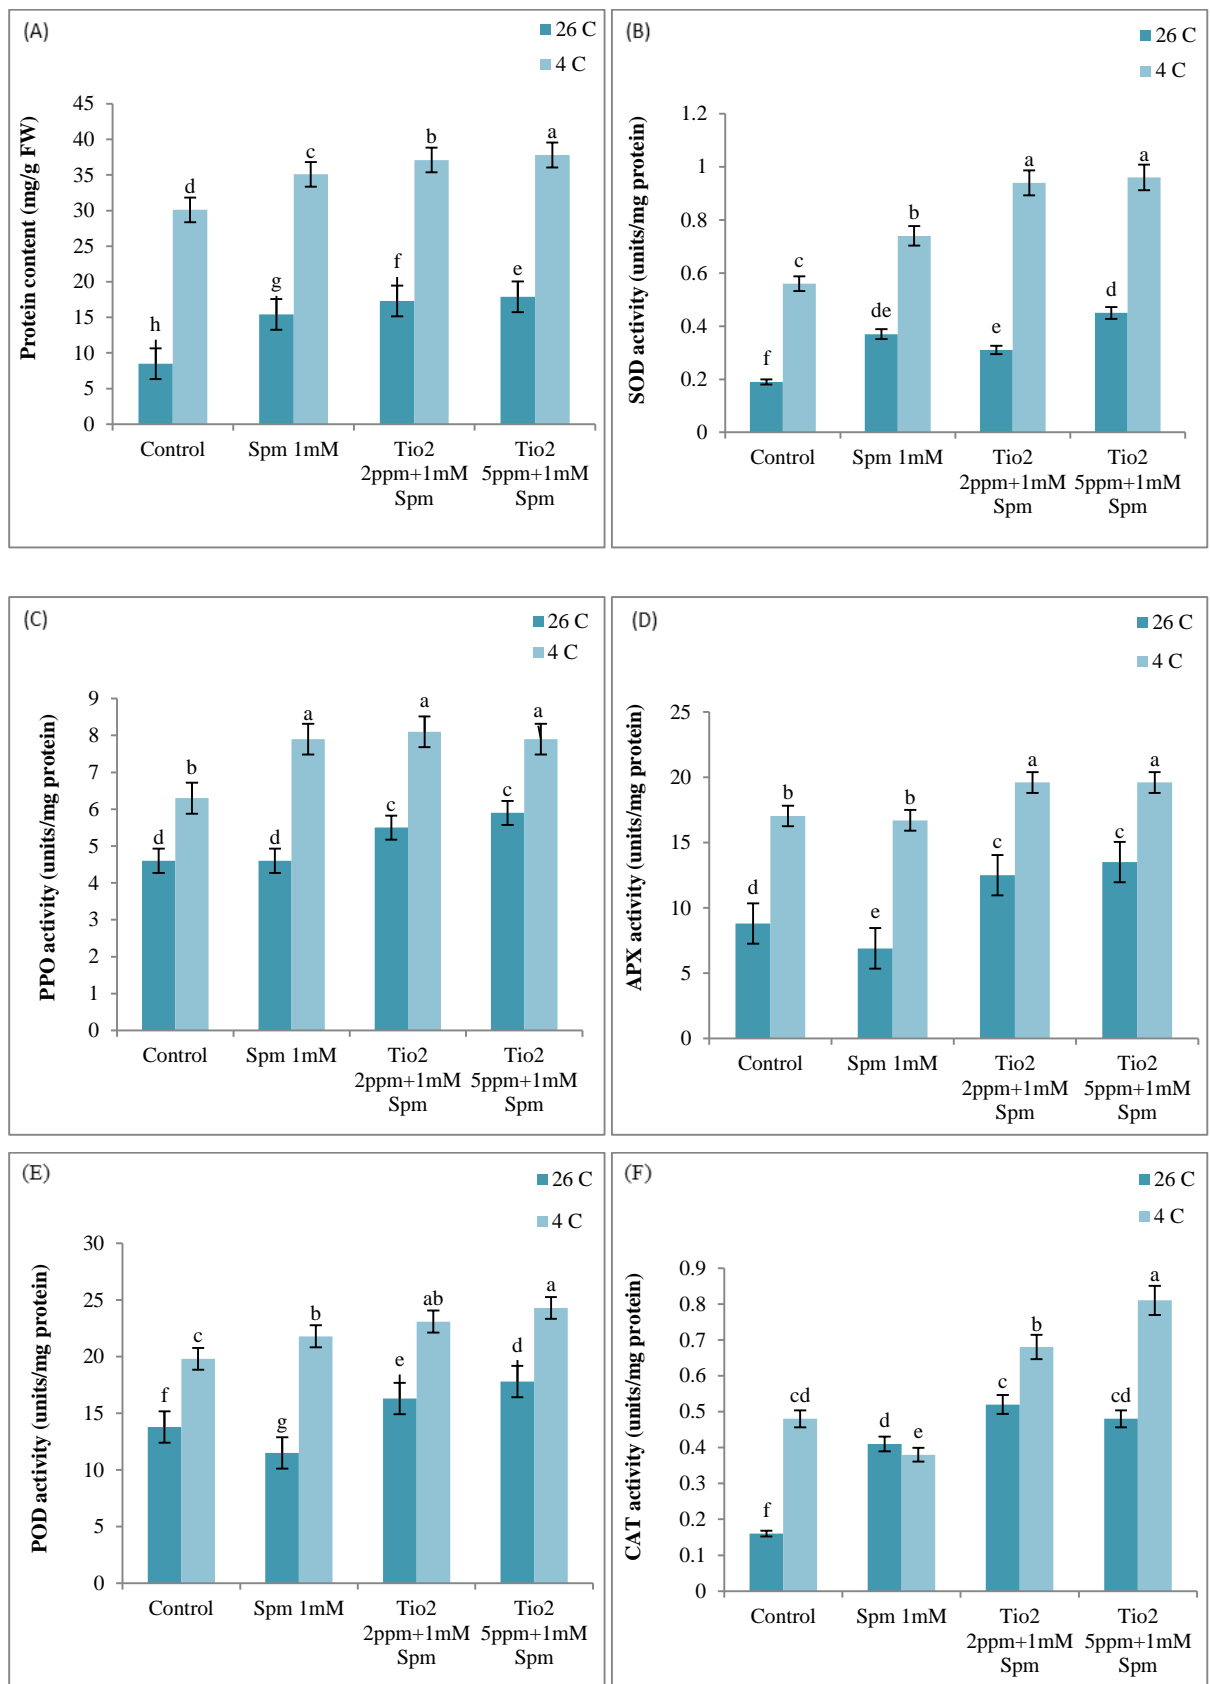 (A)
26 C
4 C
Protein content (mg/g FW)
45
40
35
30
25
20
15
10
5
0
h
d
g
c
f
b
e
a
Control
Spm 1mM
Tio2
2ppm+1mM
Spm
Tio2
5ppm+1mM
Spm
(B)
26 C
4 C
SOD activity (units/mg protein)
1.2
1
0.8
0.6
0.4
0.2
0
f
c
de
b
e
a
d
a
Control
Spm 1mM
Tio2
2ppm+1mM
Spm
Tio2
5ppm+1mM
Spm
(C)
26 C
4 C
PPO activity (units/mg protein)
9
8
7
6
5
4
3
2
1
0
d
c
d
a
c
a
c
a
Control
Spm 1mM
Tio2
2ppm+1mM
Spm
Tio2
5ppm+1mM
Spm
(D)
26 C
4 C
APX activity (units/mg protein)
25
20
15
10
5
0
d
b
e
b
c
a
c
a
Control
Spm 1mM
Tio2
2ppm+1mM
Spm
Tio2
5ppm+1mM
Spm
(E)
26 C
4 C
POD activity (units/mg protein)
30
25
20
15
10
5
0
f
c
g
b
e
ab
d
a
Control
Spm 1mM
Tio2
2ppm+1mM
Spm
Tio2
5ppm+1mM
Spm
(F)
26 C
4 C
CAT activity (units/mg protein)
0.9
0.8
0.7
0.6
0.5
0.4
0.3
0.2
0.1
0
f
cd
d
e
c
b
cd
a
Control
Spm 1mM
Tio2
2ppm+1mM
Spm
Tio2
5ppm+1mM
Spm